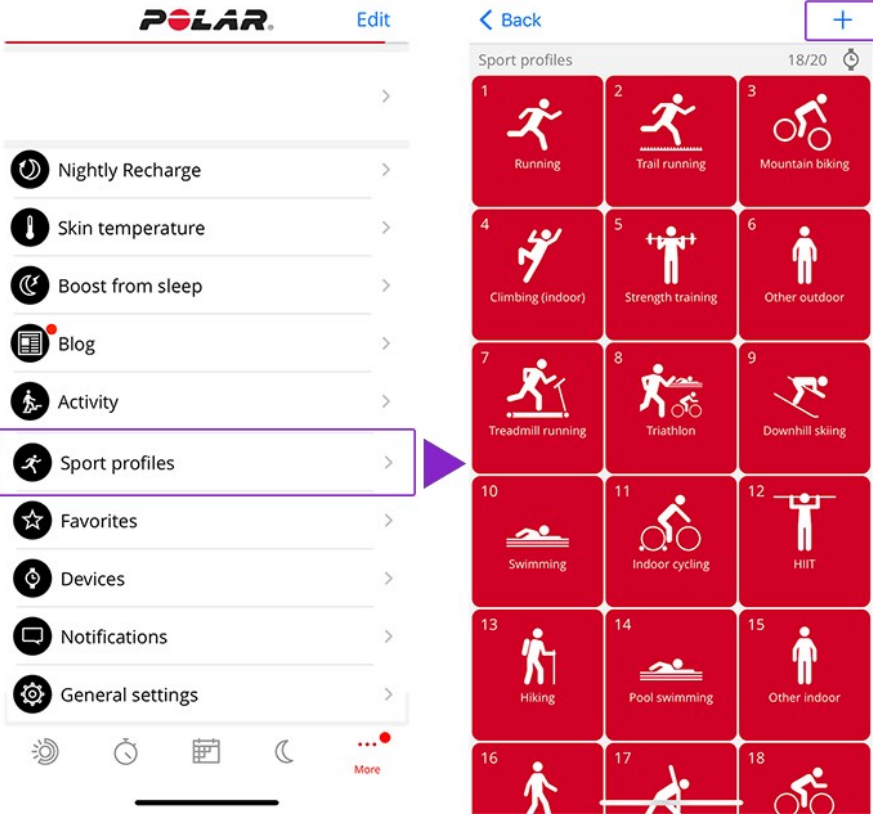 POLAR
Edit
Nightly Recharge
Skin temperature
Boost from sleep
Blog
Activity
Sport profiles
Favorites
Devices
Notifications
General settings
More
Back
Sport profiles 18/20
1 2 3
Running Trail running Mountain biking
4 5 6
Climbing (indoor) Strength training Other outdoor
7 8 9
Treadmill running Triathlon Downhill skiing
10 11 12
Swimming Indoor cycling HIIT
13 14 15
Hiking Pool swimming Other indoor
16 17 18